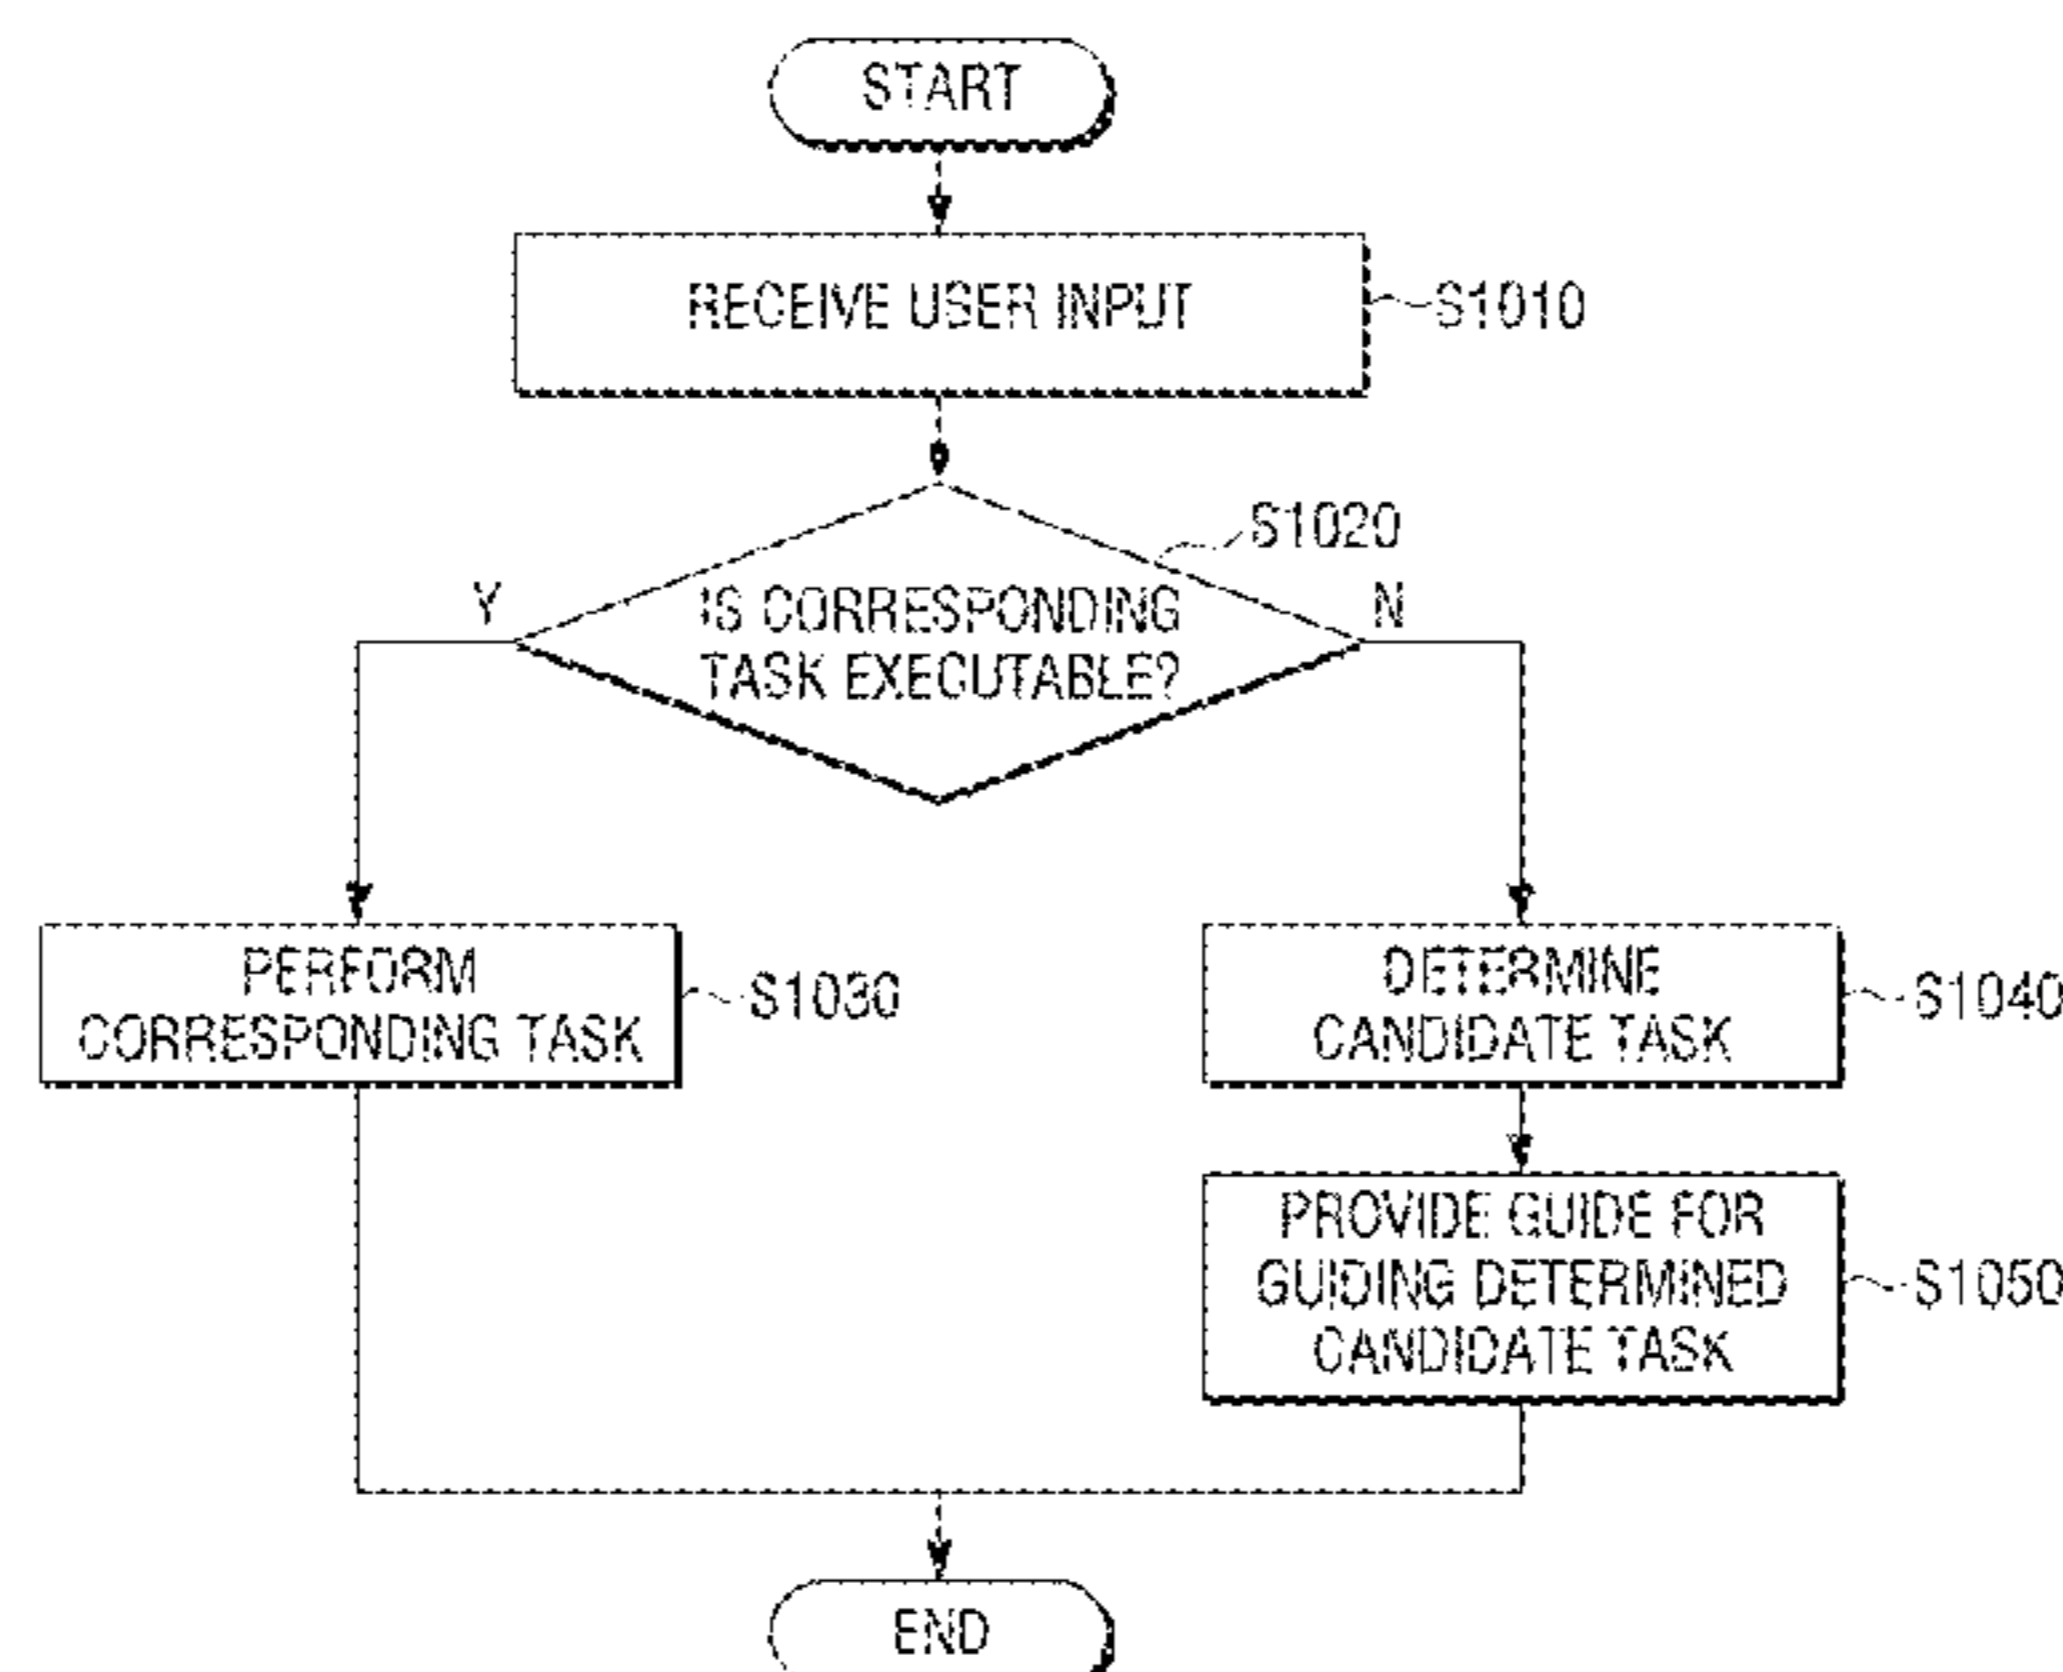 START
RECEIVE USER INPUT
S1010
S1020
Y
IS CORRESPONDING
TASK EXECUTABLE?
N
PERFORM
CORRESPONDING TASK
S1030
DETERMINE
CANDIDATE TASK
S1040
PROVIDE GUIDE FOR
GUIDING DETERMINED
CANDIDATE TASK
S1050
END